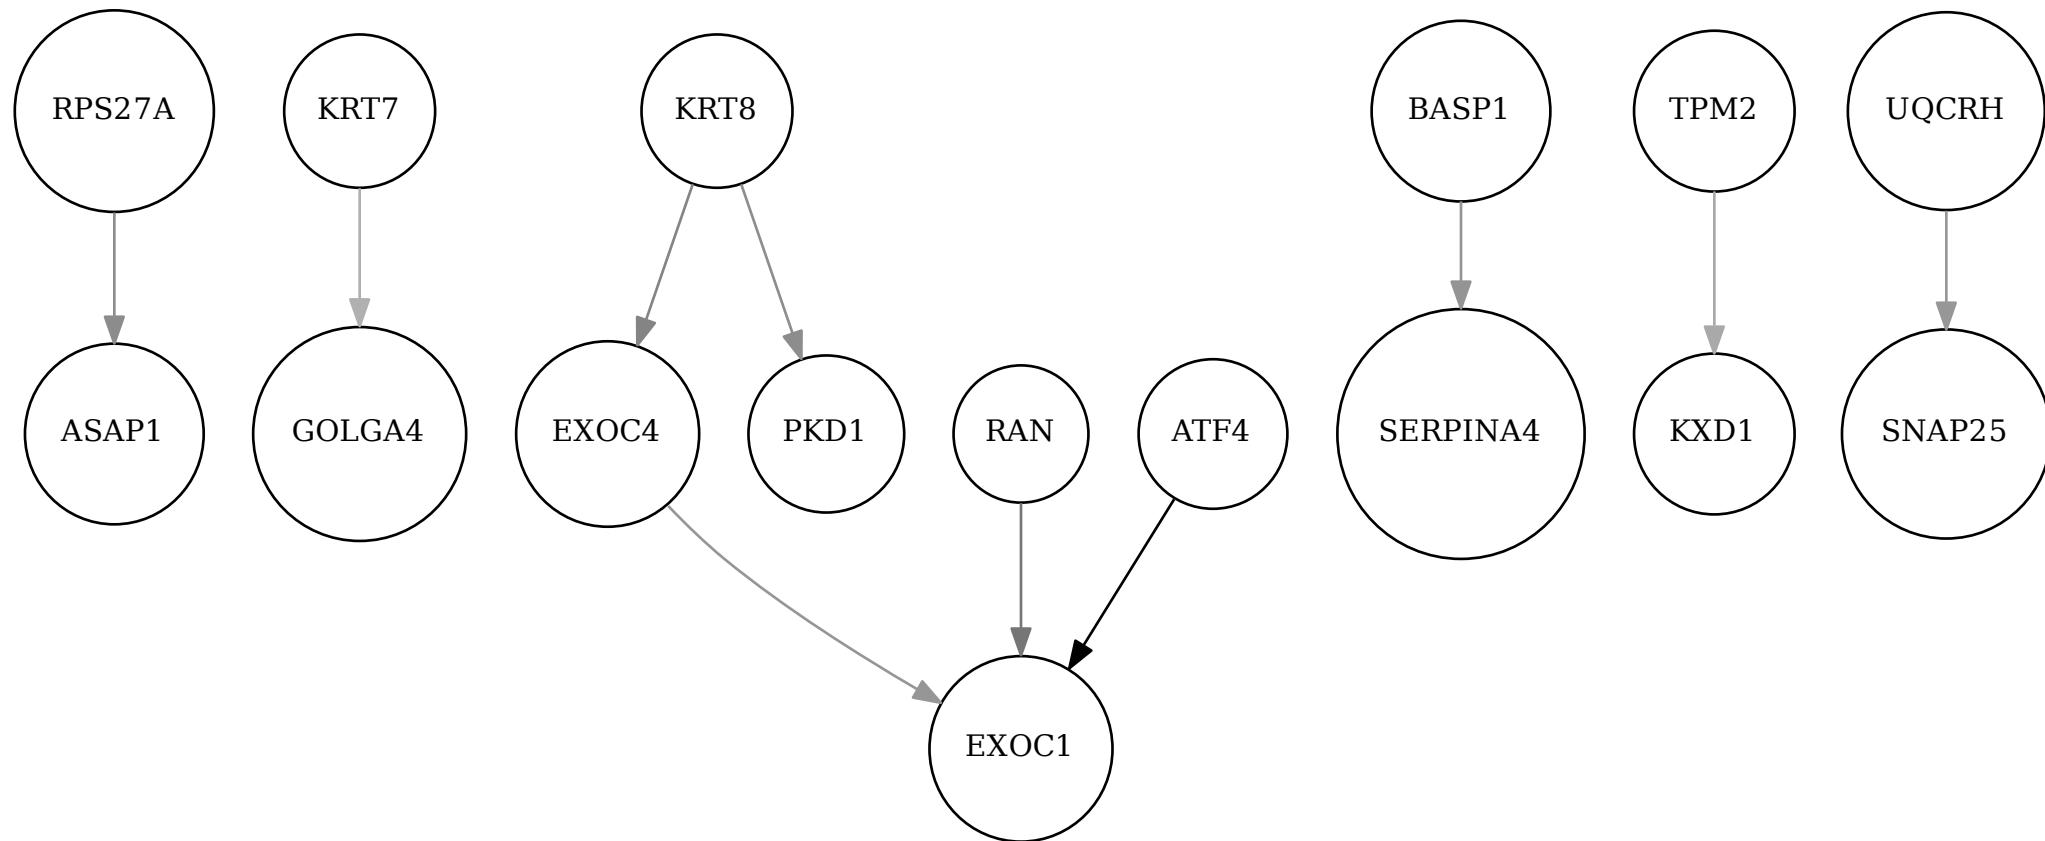 RPS27A
KRT7
KRT8
BASP1
TPM2
UQCRH
ASAP1
GOLGA4
EXOC4
PKD1
RAN
ATF4
SERPINA4
KXD1
SNAP25
EXOC1